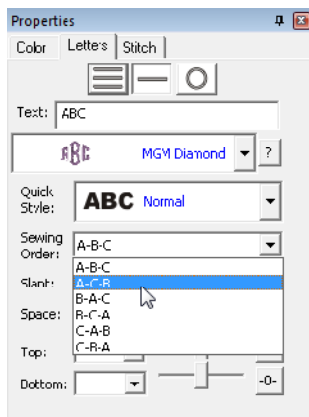 Properties
Color Letters Stitch
Text: ABC
ABC MGM Diamond ?
Quick Style: ABC Normal
Sewing Order: A-B-C
A-B-C
Slant: A-C-B
B-A-C
Space: B-C-A
C-A-B
Top: C-B-A
Bottom: -0-